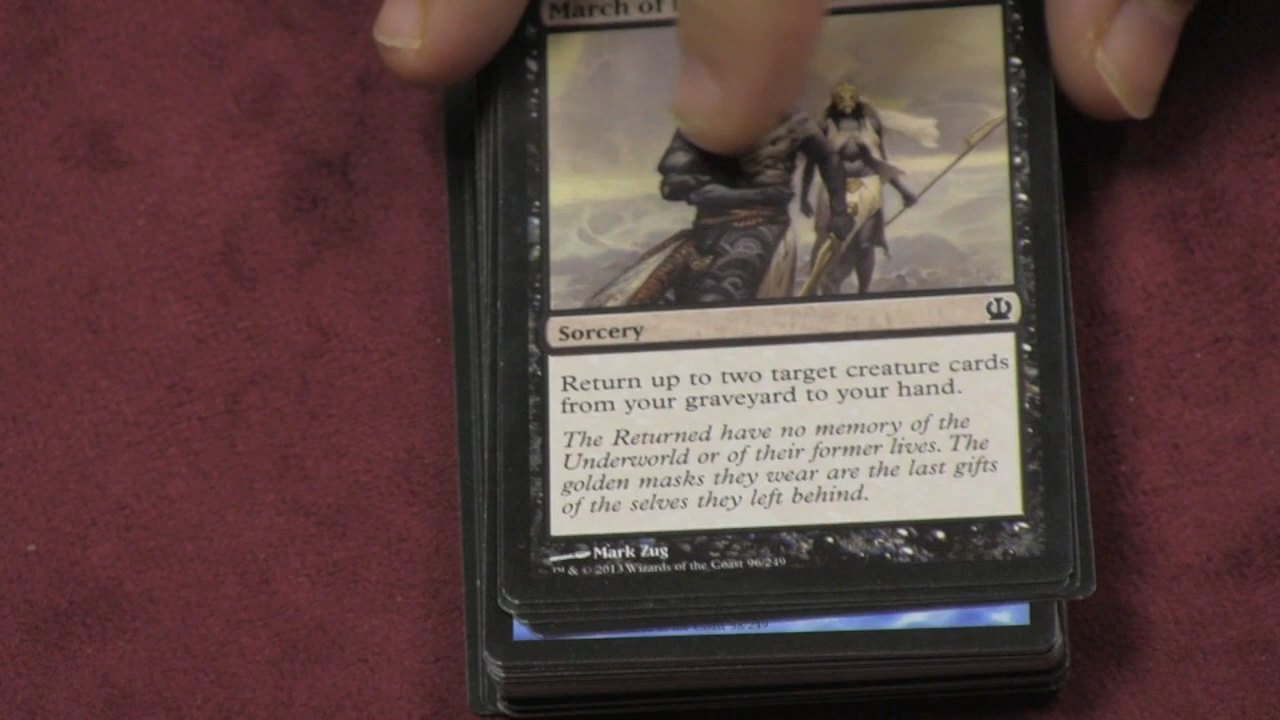 March of
Sorcery
Return up to two target creature cards
from your graveyard to your hand.
The Returned have no memory of the
Underworld or of their former lives. The
golden masks they wear are the last gifts
of the selves they left behind.
Mark Zug
™ & © 2013 Wizards of the Coast 96/249